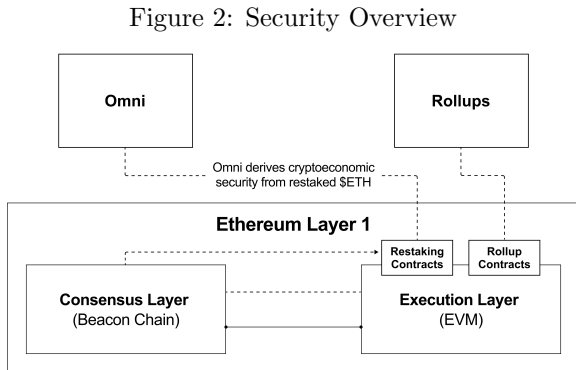 Figure 2: Security Overview
Omni
Rollups
Omni derives cryptoeconomic
security from restaked $ETH
Ethereum Layer 1
Restaking
Contracts
Rollup
Contracts
Consensus Layer
(Beacon Chain)
Execution Layer
(EVM)